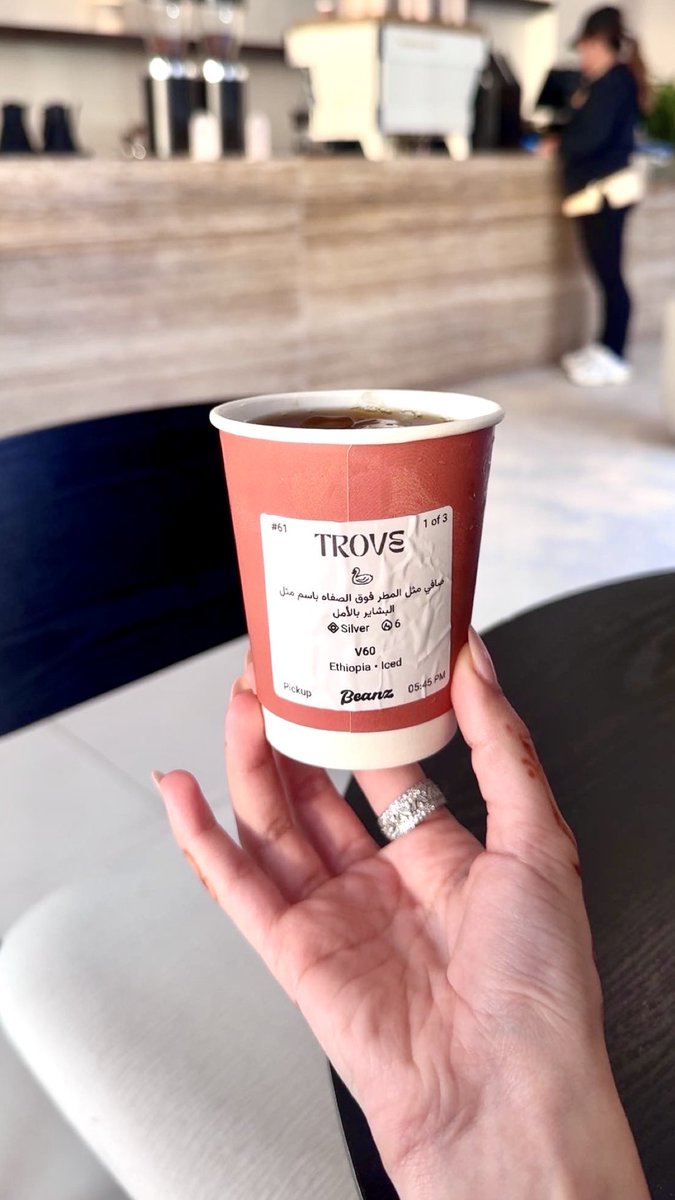 #61
1 of 3
TROVE
صافي مثل المطر فوق الصفاه باسم مثل
البشاير بالأمل
Silver 6
V60
Ethiopia • Iced
Pickup
Beanz
05:45 PM